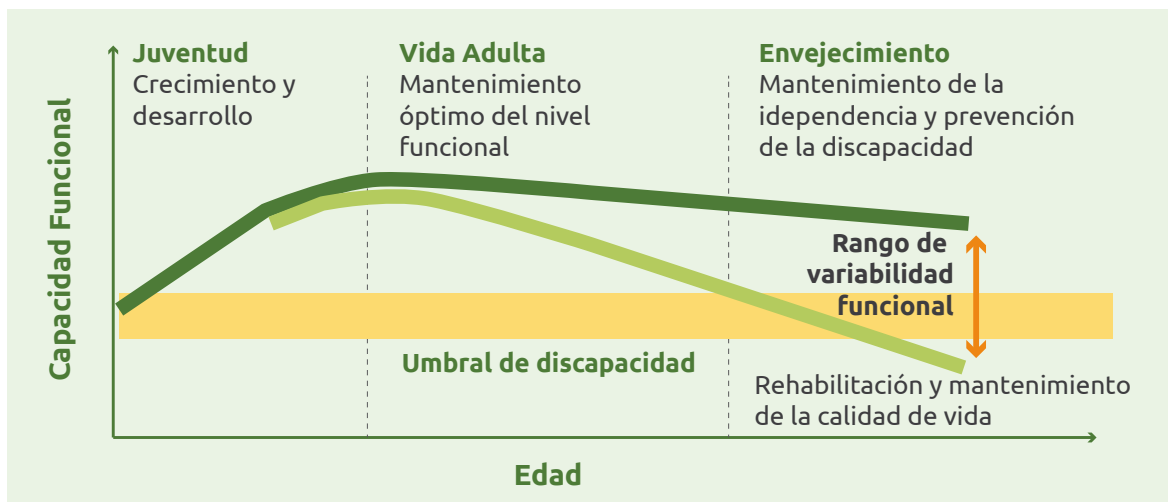 Juventud
Crecimiento y
desarrollo
Vida Adulta
Mantenimiento
óptimo del nivel
funcional
Envejecimiento
Mantenimiento de la
idependencia y prevención
de la discapacidad
Capacidad Funcional
Rango de
variabilidad
funcional
Umbral de discapacidad
Rehabilitación y mantenimiento
de la calidad de vida
Edad